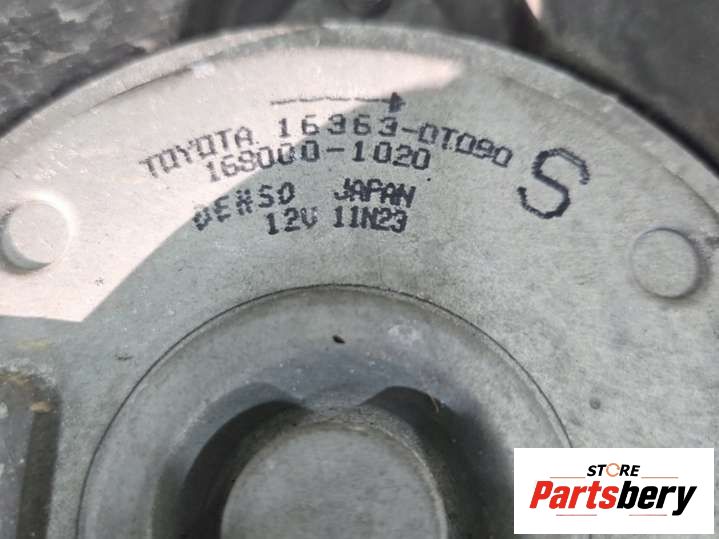 TOYOTA 16363-0T090
168000-1020
DENSO JAPAN
12V 11N23
S
STORE
Partsbery